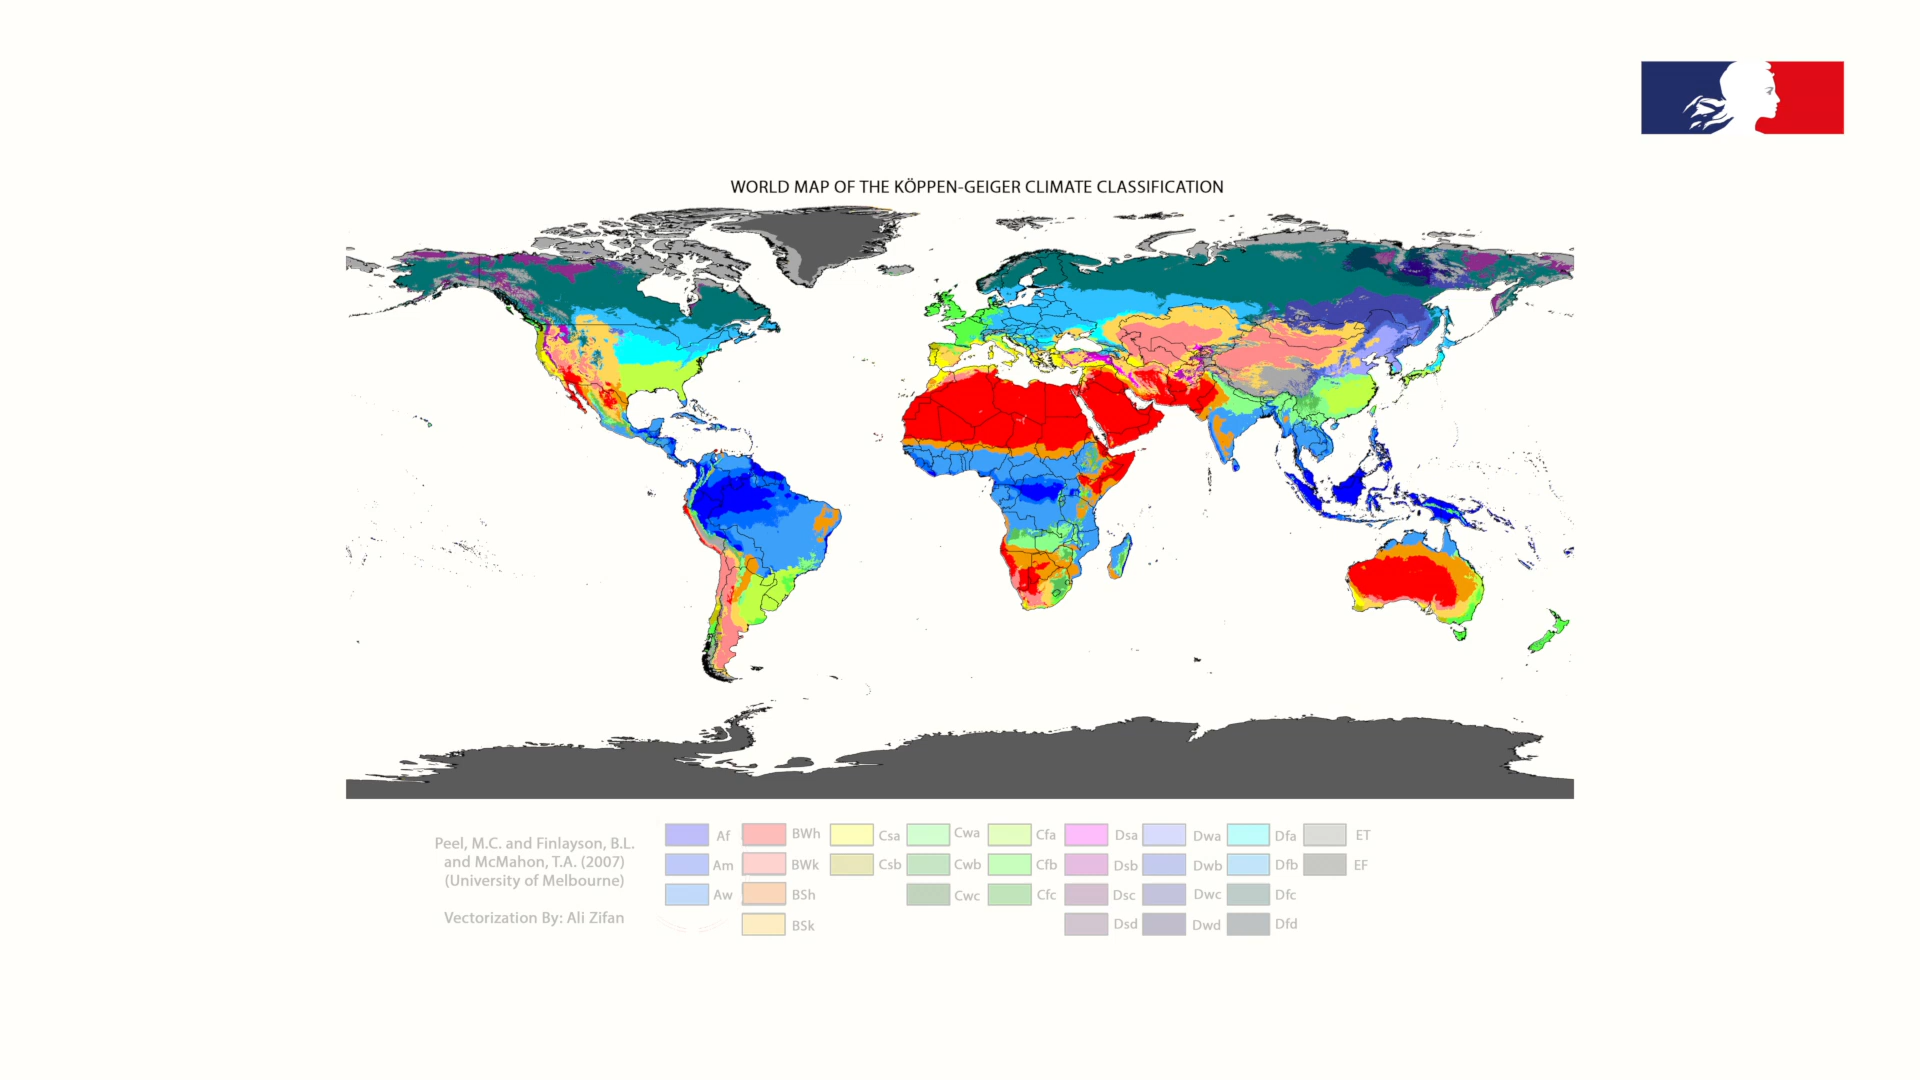 WORLD MAP OF THE KÖPPEN-GEIGER CLIMATE CLASSIFICATION
Peel, M.C. and Finlayson, B.L.
and McMahon, T.A. (2007)
(University of Melbourne)
Vectorization By: Ali Zifan
Af BWh Csa Cwa Cfa Dsa Dwa Dfa ET
Am BWk Csb Cwb Cfb Dsb Dwb Dfb EF
Aw BSh Cwc Cfc Dsc Dwc Dfc
BSk Dsd Dwd Dfd